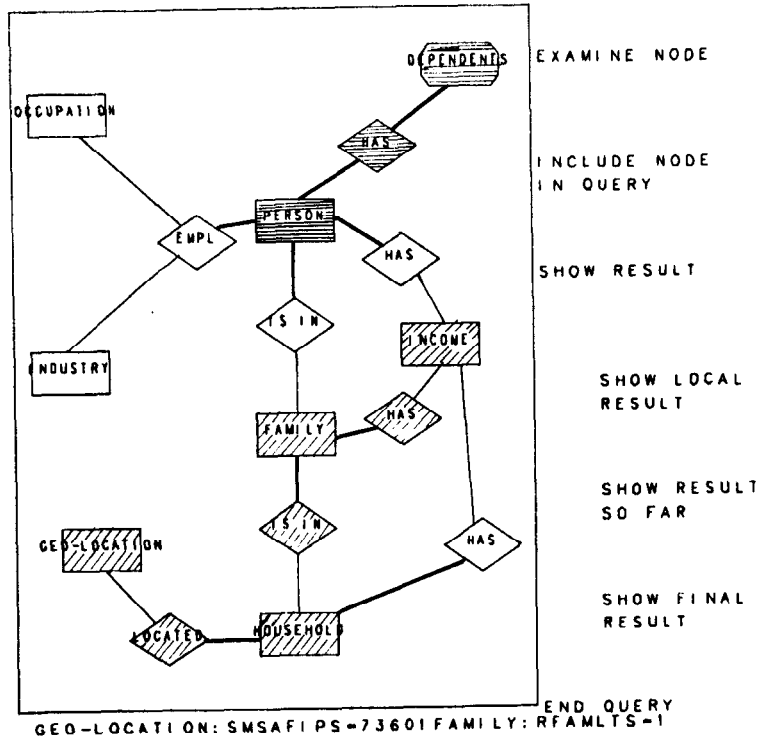 DEPENDENTS
EXAMINE NODE
OCCUPATION
HAS
INCLUDE NODE
IN QUERY
PERSON
EMPL
HAS
SHOW RESULT
IS IN
INCOME
INDUSTRY
SHOW LOCAL
RESULT
HAS
FAMILY
SHOW RESULT
SO FAR
IS IN
HAS
GEO-LOCATION
SHOW FINAL
RESULT
LOCATED
HOUSEHOLD
END QUERY
GEO-LOCATION: SMSAFIPS=73601FAMILY: RFAMLTS=1